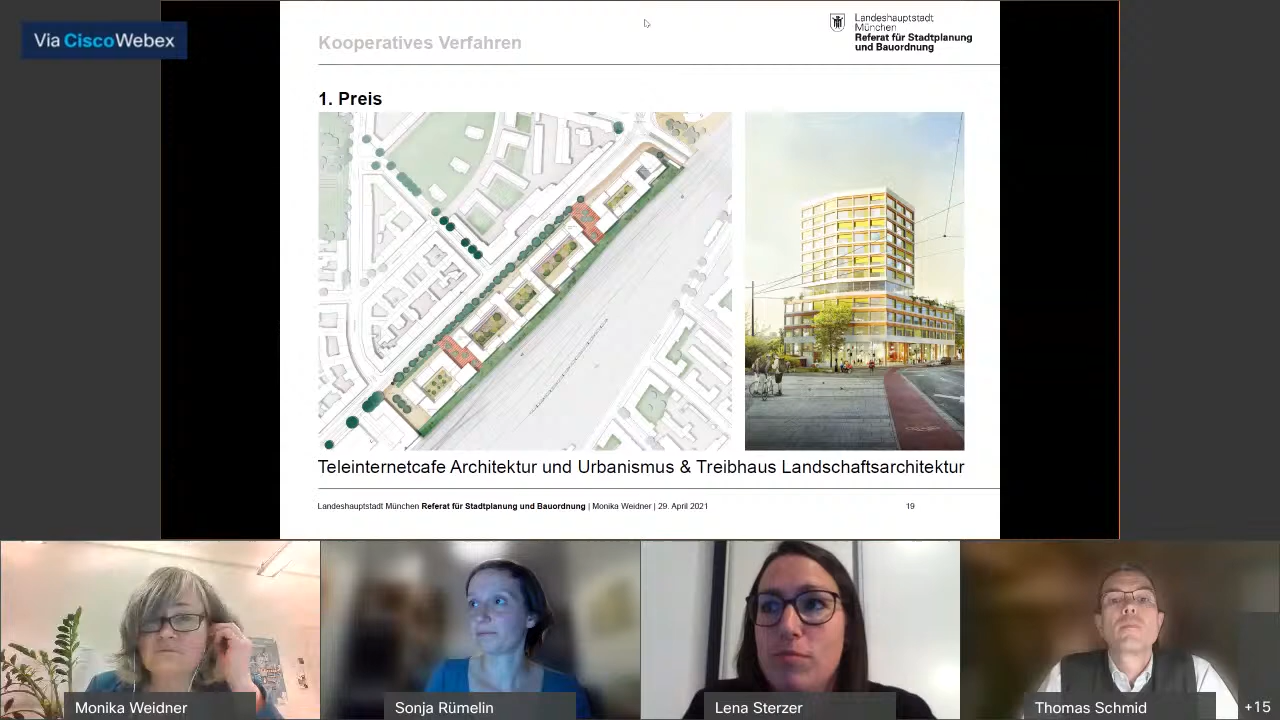 Via Cisco Webex
Kooperatives Verfahren
Landeshauptstadt
München
Referat für Stadtplanung
und Bauordnung
1. Preis
Teleinternetcafe Architektur und Urbanismus & Treibhaus Landschaftsarchitektur
Landeshauptstadt München Referat für Stadtplanung und Bauordnung | Monika Weidner | 29. April 2021
19
Monika Weidner
Sonja Rümelin
Lena Sterzer
Thomas Schmid
+15